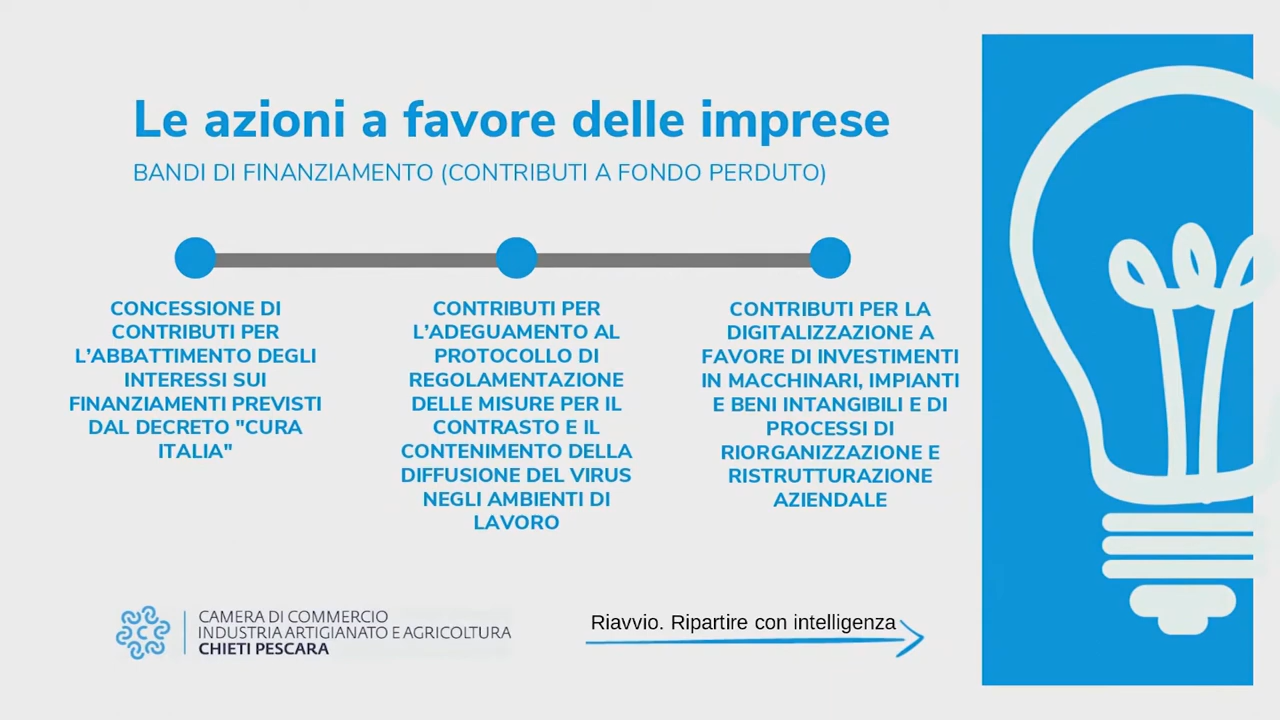 Le azioni a favore delle imprese
BANDI DI FINANZIAMENTO (CONTRIBUTI A FONDO PERDUTO)
CONCESSIONE DI
CONTRIBUTI PER
L’ABBATTIMENTO DEGLI
INTERESSI SUI
FINANZIAMENTI PREVISTI
DAL DECRETO "CURA
ITALIA"
CONTRIBUTI PER
L’ADEGUAMENTO AL
PROTOCOLLO DI
REGOLAMENTAZIONE
DELLE MISURE PER IL
CONTRASTO E IL
CONTENIMENTO DELLA
DIFFUSIONE DEL VIRUS
NEGLI AMBIENTI DI
LAVORO
CONTRIBUTI PER LA
DIGITALIZZAZIONE A
FAVORE DI INVESTIMENTI
IN MACCHINARI, IMPIANTI
E BENI INTANGIBILI E DI
PROCESSI DI
RIORGANIZZAZIONE E
RISTRUTTURAZIONE
AZIENDALE
CAMERA DI COMMERCIO
INDUSTRIA ARTIGIANATO E AGRICOLTURA
CHIETI PESCARA
Riavvio. Ripartire con intelligenza